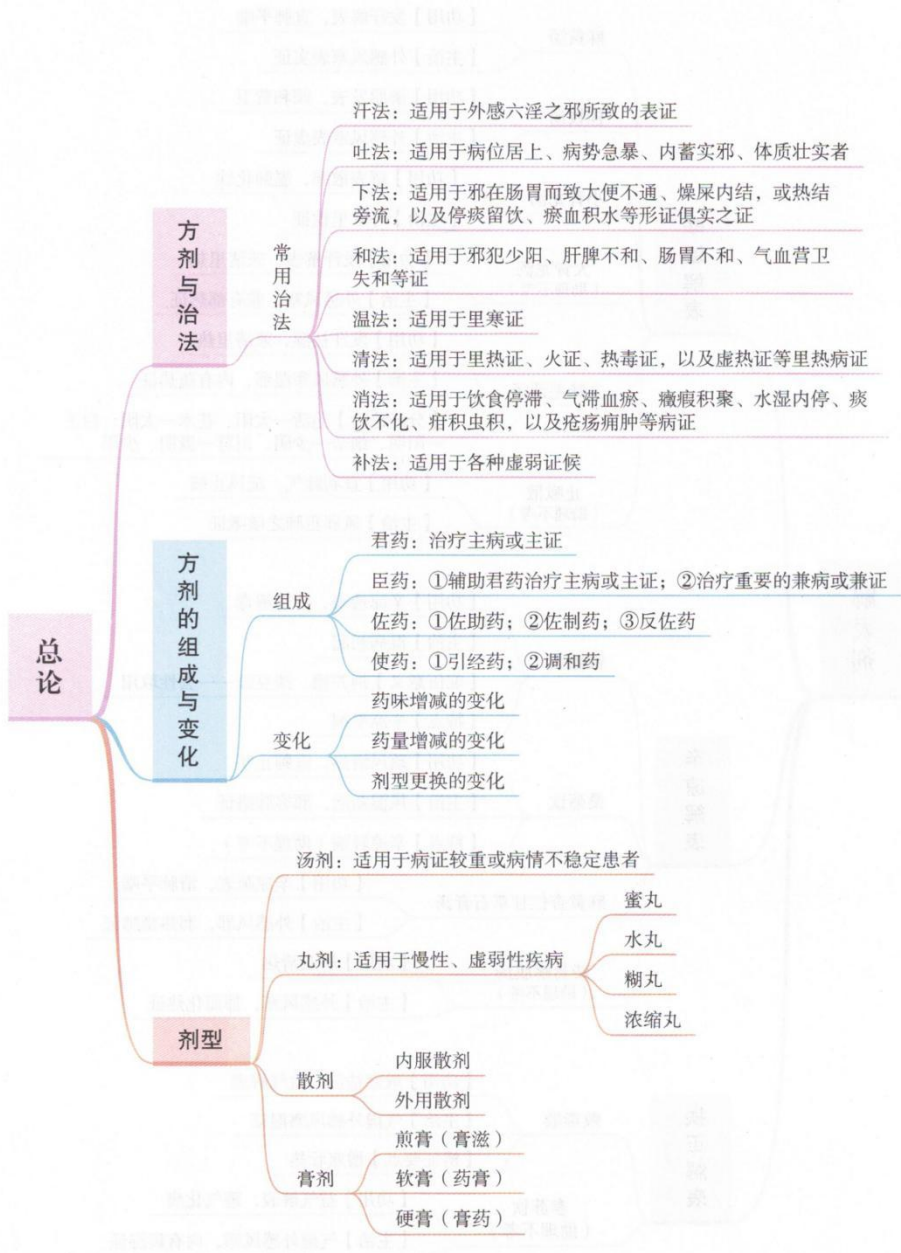 总论
方剂与治法
常用治法
汗法：适用于外感六淫之邪所致的表证
吐法：适用于病位居上、病势急暴、内蓄实邪、体质壮实者
下法：适用于邪在肠胃而致大便不通、燥屎内结，或热结
旁流，以及停痰留饮、瘀血积水等形证俱实之证
和法：适用于邪犯少阳、肝脾不和、肠胃不和、气血营卫
失和等证
温法：适用于里寒证
清法：适用于里热证、火证、热毒证，以及虚热证等里热病证
消法：适用于饮食停滞、气滞血瘀、癥瘕积聚、水湿内停、痰
饮不化、疳积虫积，以及疮疡痈肿等病证
补法：适用于各种虚弱证候
方剂的组成与变化
组成
君药：治疗主病或主证
臣药：①辅助君药治疗主病或主证；②治疗重要的兼病或兼证
佐药：①佐助药；②佐制药；③反佐药
使药：①引经药；②调和药
变化
药味增减的变化
药量增减的变化
剂型更换的变化
剂型
汤剂：适用于病证较重或病情不稳定患者
丸剂：适用于慢性、虚弱性疾病
蜜丸
水丸
糊丸
浓缩丸
散剂
内服散剂
外用散剂
膏剂
煎膏（膏滋）
软膏（药膏）
硬膏（膏药）